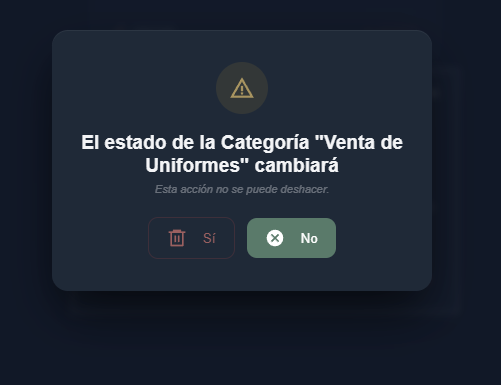 El estado de la Categoría "Venta de
Uniformes" cambiará
Esta acción no se puede deshacer.
Sí
No